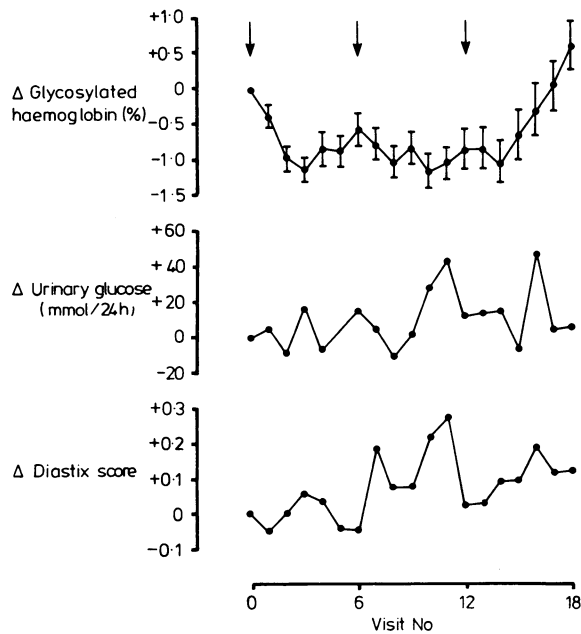 +1·0
+0·5
0
-0·5
-1·0
-1·5
Δ Glycosylated
haemoglobin (%)
+60
+40
+20
0
-20
Δ Urinary glucose
(mmol/24h)
+0·3
+0·2
+0·1
0
-0·1
Δ Diastix score
0 6 12 18
Visit No